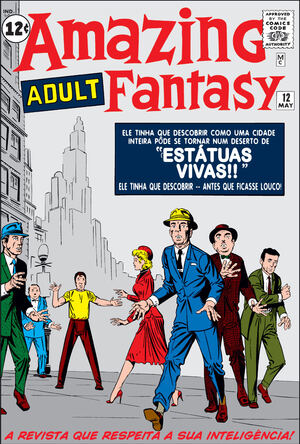 IND.
12¢
APPROVED
BY THE
COMICS
CODE
AUTHORITY
Amazing
ADULT Fantasy
M
C
12
MAY
ELE TINHA QUE DESCOBRIR COMO UMA CIDADE
INTEIRA PÔDE SE TORNAR NUM DESERTO DE
"ESTÁTUAS
VIVAS!!"
ELE TINHA QUE DESCOBRIR -- ANTES QUE FICASSE LOUCO!
A REVISTA QUE RESPEITA A SUA INTELIGÊNCIA!